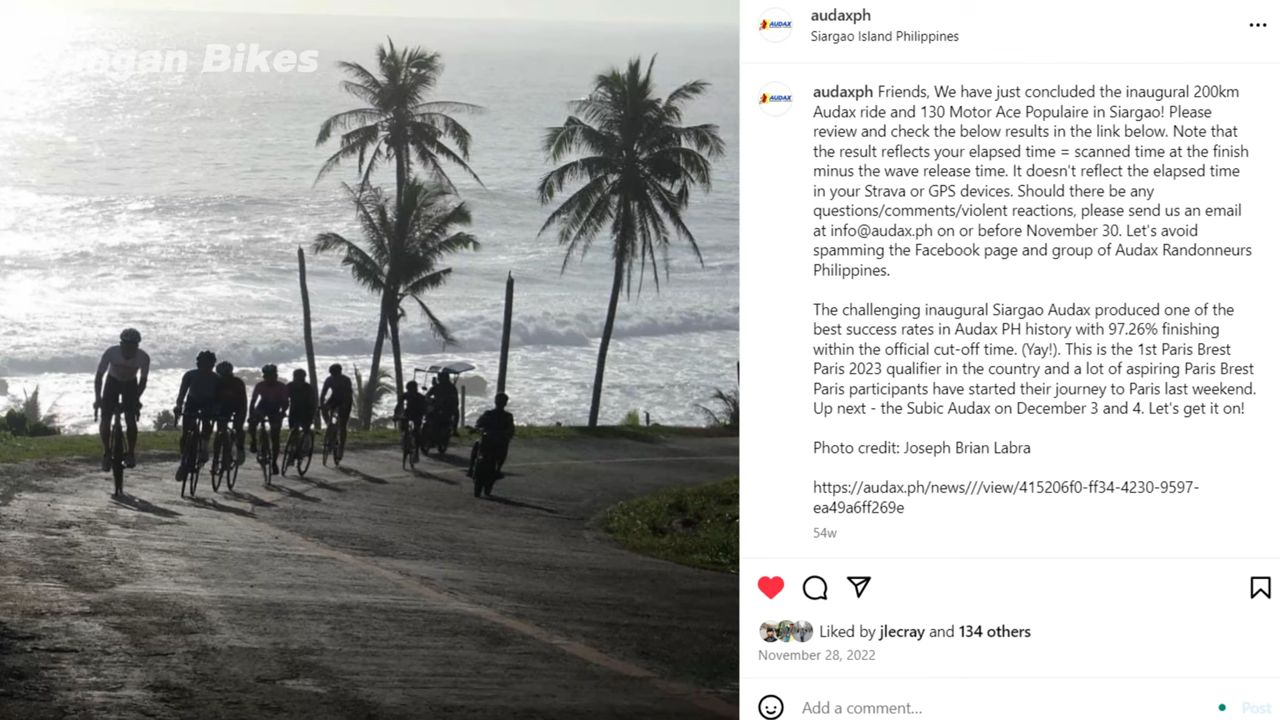 ngan Bikes
audaxph
Siargao Island Philippines
AUDAX
AUDAX
audaxph Friends, We have just concluded the inaugural 200km
Audax ride and 130 Motor Ace Populaire in Siargao! Please
review and check the below results in the link below. Note that
the result reflects your elapsed time = scanned time at the finish
minus the wave release time. It doesn't reflect the elapsed time
in your Strava or GPS devices. Should there be any
questions/comments/violent reactions, please send us an email
at info@audax.ph on or before November 30. Let's avoid
spamming the Facebook page and group of Audax Randonneurs
Philippines.
The challenging inaugural Siargao Audax produced one of the
best success rates in Audax PH history with 97.26% finishing
within the official cut-off time. (Yay!). This is the 1st Paris Brest
Paris 2023 qualifier in the country and a lot of aspiring Paris Brest
Paris participants have started their journey to Paris last weekend.
Up next - the Subic Audax on December 3 and 4. Let's get it on!
Photo credit: Joseph Brian Labra
https://audax.ph/news///view/415206f0-ff34-4230-9597-
ea49a6ff269e
54w
Liked by jlecray and 134 others
November 28, 2022
Add a comment...
Post